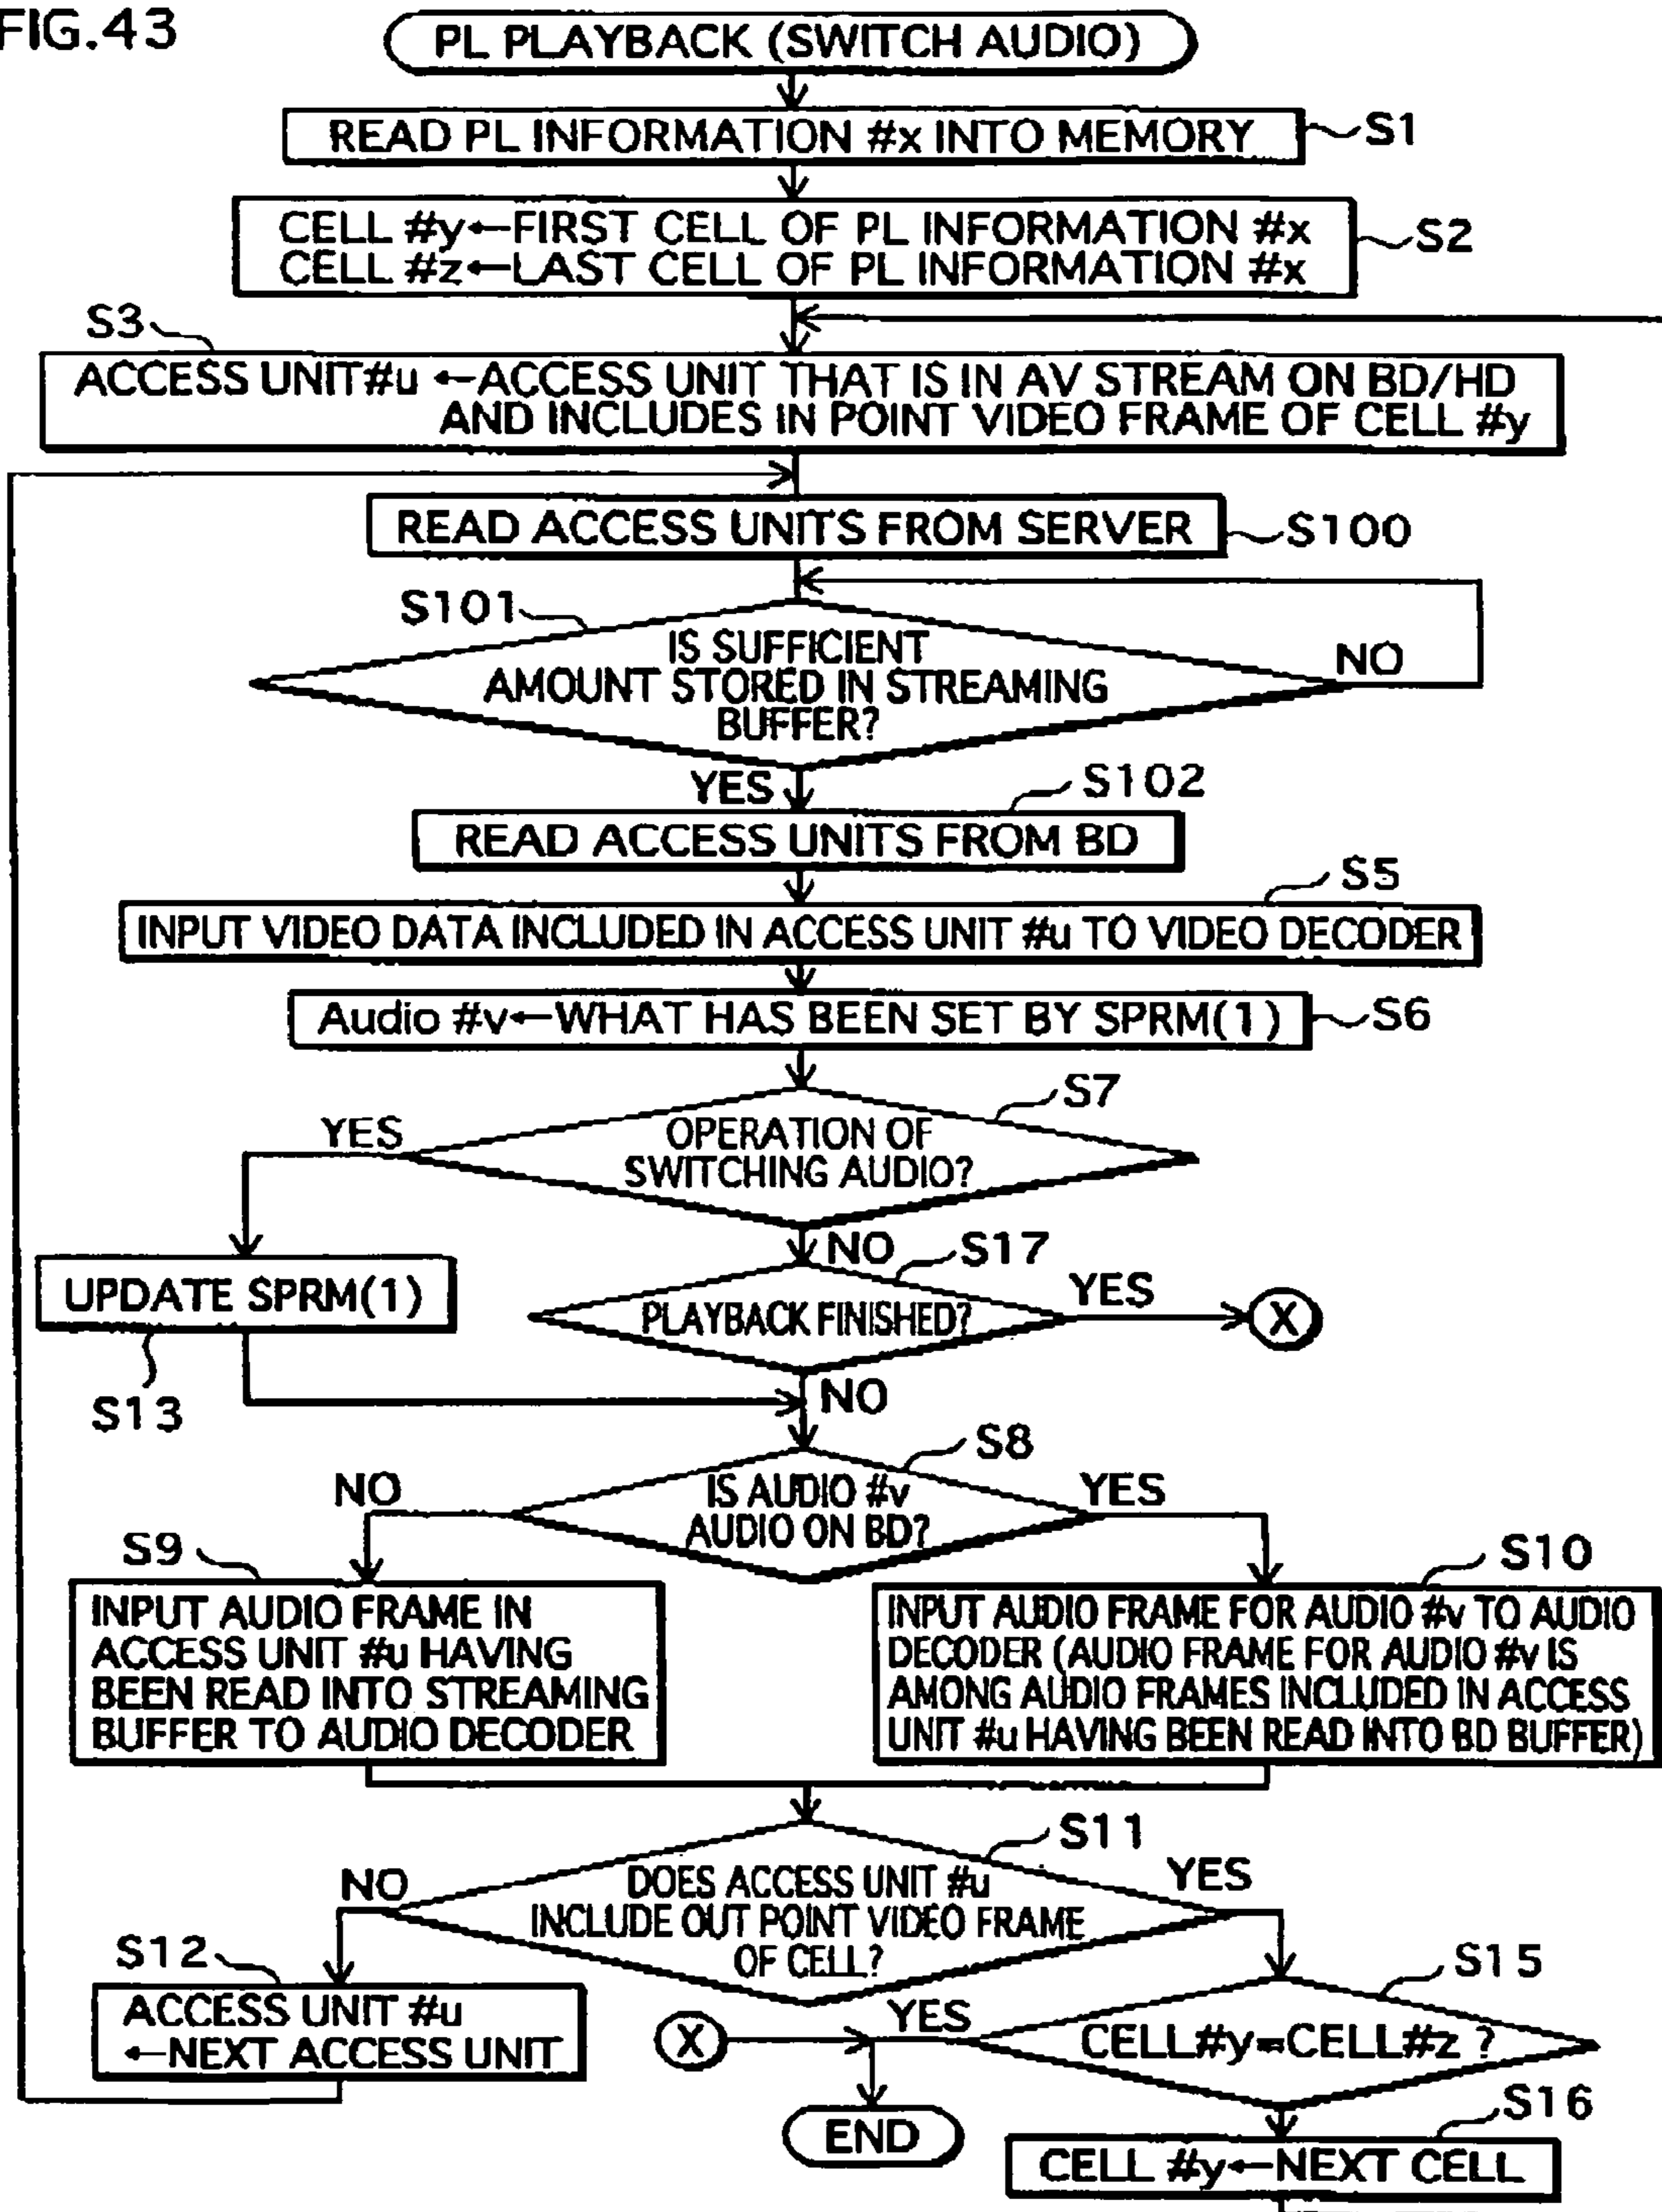 FIG.43
PL PLAYBACK (SWITCH AUDIO)
READ PL INFORMATION #x INTO MEMORY
S1
CELL #y←FIRST CELL OF PL INFORMATION #x
CELL #z←LAST CELL OF PL INFORMATION #x
S2
S3
ACCESS UNIT#u ←ACCESS UNIT THAT IS IN AV STREAM ON BD/HD
AND INCLUDES IN POINT VIDEO FRAME OF CELL #y
READ ACCESS UNITS FROM SERVER
S100
S101
IS SUFFICIENT
AMOUNT STORED IN STREAMING
BUFFER?
NO
YES
S102
READ ACCESS UNITS FROM BD
S5
INPUT VIDEO DATA INCLUDED IN ACCESS UNIT #u TO VIDEO DECODER
Audio #v←WHAT HAS BEEN SET BY SPRM(1)
S6
S7
YES
OPERATION OF
SWITCHING AUDIO?
NO
S17
UPDATE SPRM(1)
PLAYBACK FINISHED?
YES
X
S13
NO
S8
NO
IS AUDIO #v
AUDIO ON BD?
YES
S9
S10
INPUT AUDIO FRAME IN
ACCESS UNIT #u HAVING
BEEN READ INTO STREAMING
BUFFER TO AUDIO DECODER
INPUT AUDIO FRAME FOR AUDIO #v TO AUDIO
DECODER (AUDIO FRAME FOR AUDIO #v IS
AMONG AUDIO FRAMES INCLUDED IN ACCESS
UNIT #u HAVING BEEN READ INTO BD BUFFER)
S11
NO
DOES ACCESS UNIT #u
INCLUDE OUT POINT VIDEO FRAME
OF CELL?
YES
S12
ACCESS UNIT #u
←NEXT ACCESS UNIT
S15
X
YES
CELL#y=CELL#z ?
END
S16
CELL #y←NEXT CELL